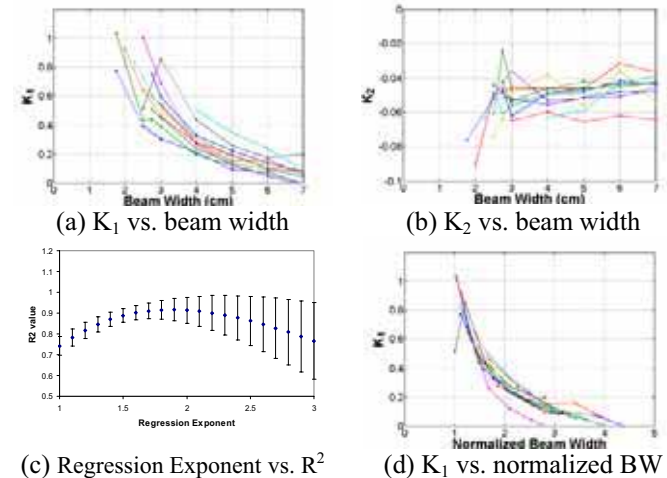 1
0.8
0.6
0.4
0.2
0
K1
0 1 2 3 4 5 6 7
Beam Width (cm)
(a) K1 vs. beam width
0
-0.02
-0.04
-0.06
-0.08
-0.1
K2
0 1 2 3 4 5 6 7
Beam Width (cm)
(b) K2 vs. beam width
1.2
1.1
1
0.9
0.8
0.7
0.6
0.5
R2 value
1 1.5 2 2.5 3
Regression Exponent
(c) Regression Exponent vs. R²
1
0.8
0.6
0.4
0.2
0
K1
0 1 2 3 4 5
Normalized Beam Width
(d) K1 vs. normalized BW